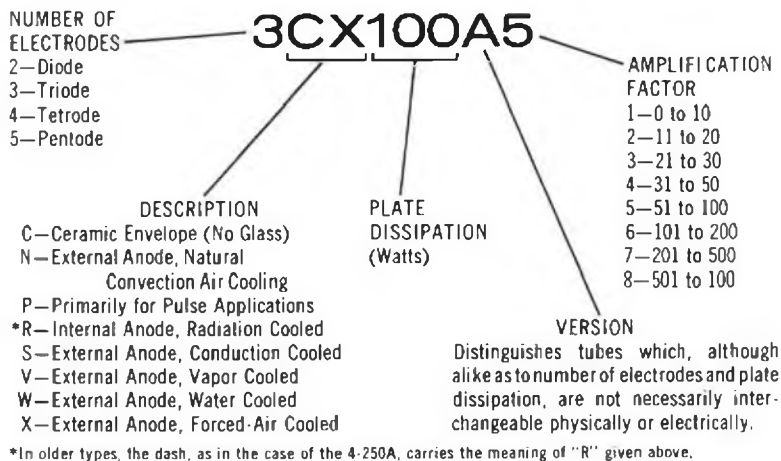 3CX100A5
NUMBER OF
ELECTRODES
2—Diode
3—Triode
4—Tetrode
5—Pentode
DESCRIPTION
C—Ceramic Envelope (No Glass)
N—External Anode, Natural
Convection Air Cooling
P—Primarily for Pulse Applications
*R—Internal Anode, Radiation Cooled
S—External Anode, Conduction Cooled
V—External Anode, Vapor Cooled
W—External Anode, Water Cooled
X—External Anode, Forced-Air Cooled
PLATE
DISSIPATION
(Watts)
AMPLIFICATION
FACTOR
1—0 to 10
2—11 to 20
3—21 to 30
4—31 to 50
5—51 to 100
6—101 to 200
7—201 to 500
8—501 to 100
VERSION
Distinguishes tubes which, although
alike as to number of electrodes and plate
dissipation, are not necessarily inter-
changeable physically or electrically.
*In older types, the dash, as in the case of the 4-250A, carries the meaning of "R" given above.